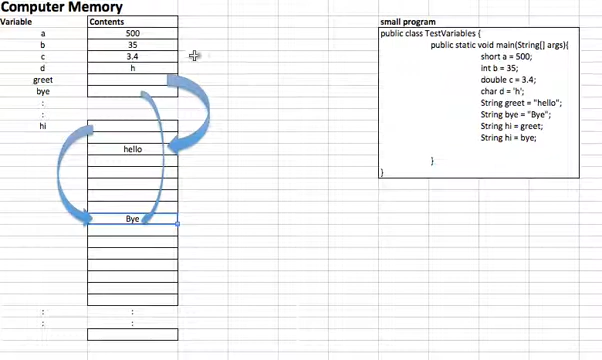 Computer Memory
Variable Contents
a 500
b 35
c 3.4
d h
greet
bye
:
:
hi
hello
Bye
: :
: :
small program
public class TestVariables {
public static void main(String[] args){
short a = 500;
int b = 35;
double c = 3.4;
char d = 'h';
String greet = "hello";
String bye = "Bye";
String hi = greet;
String hi = bye;
}
}